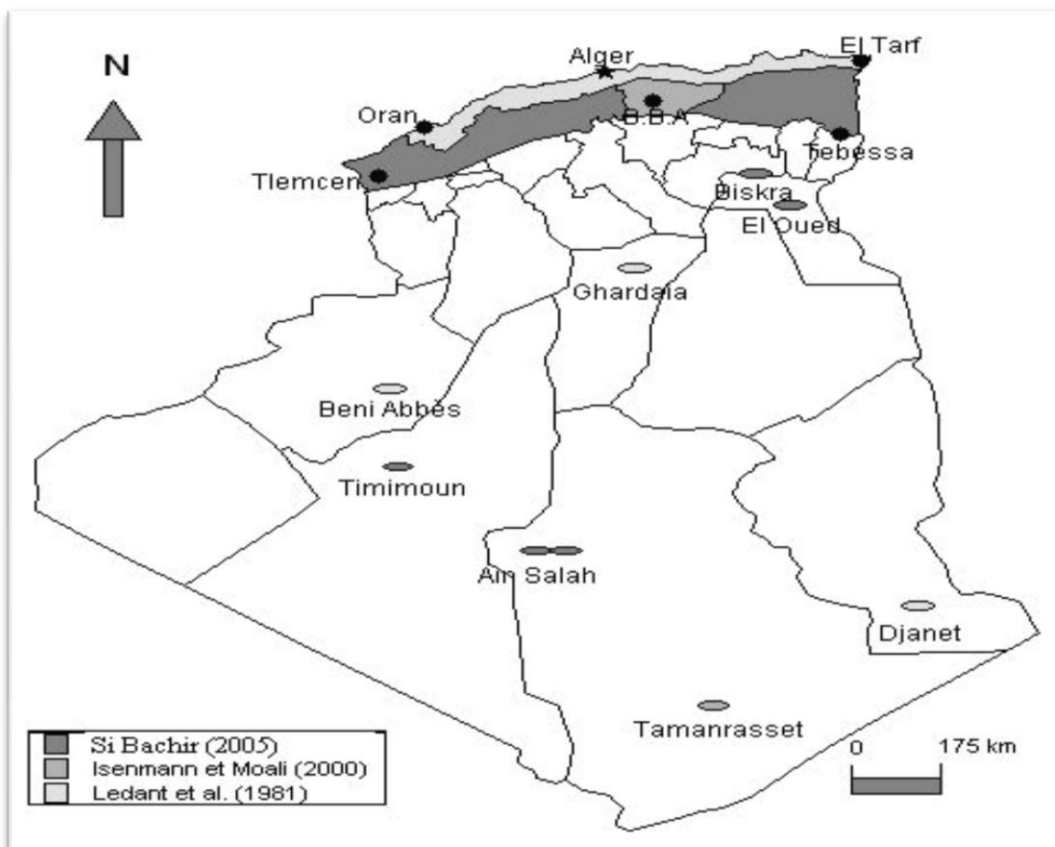 N
Alger
El Tarf
Oran
B.B.A
Tebessa
Tlemcen
Biskra
El Oued
Ghardaïa
Beni Abbès
Timimoun
Ain Salah
Djanet
Tamanrasset
0 175 km
Si Bachir (2005)
Isenmann et Moali (2000)
Ledant et al. (1981)